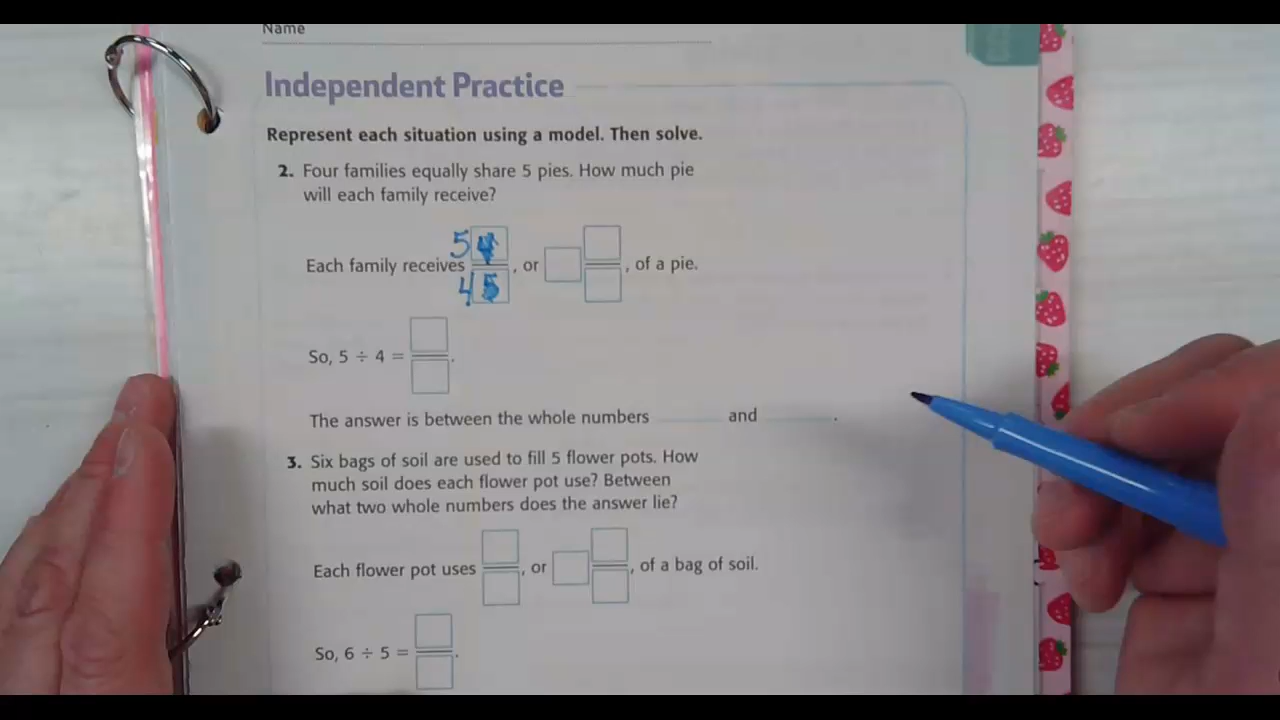 Name
Independent Practice
Represent each situation using a model. Then solve.
2. Four families equally share 5 pies. How much pie
will each family receive?
5 4
Each family receives , or , of a pie.
4 5
So, 5 ÷ 4 = .
The answer is between the whole numbers and .
3. Six bags of soil are used to fill 5 flower pots. How
much soil does each flower pot use? Between
what two whole numbers does the answer lie?
Each flower pot uses , or , of a bag of soil.
So, 6 ÷ 5 = .